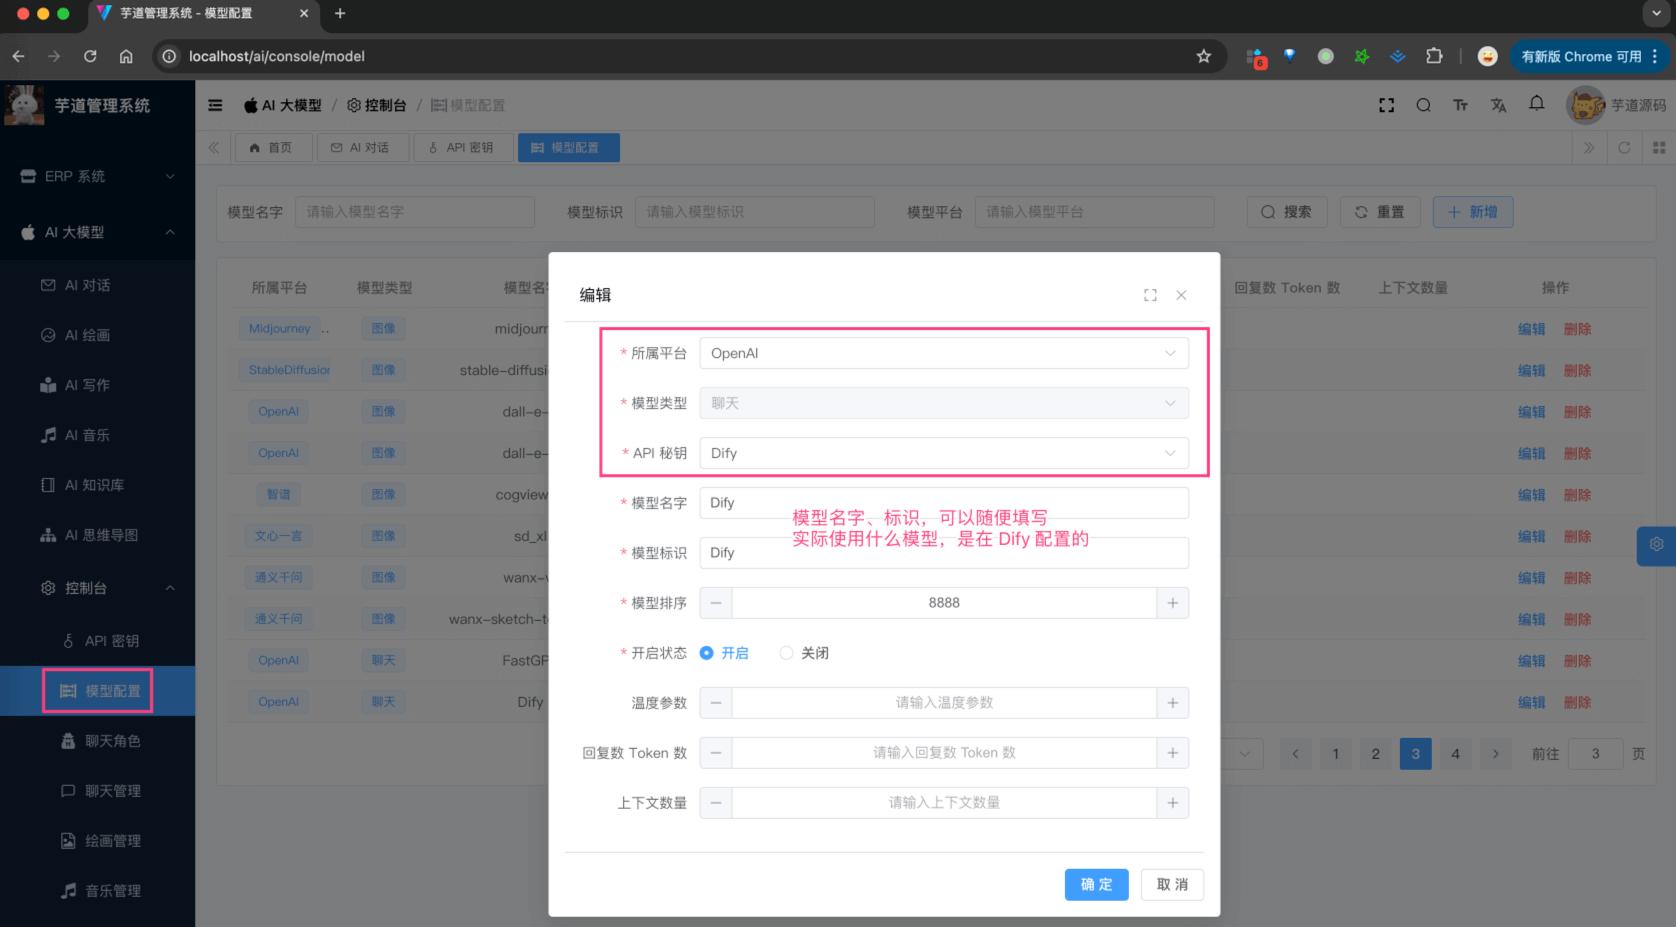 芋道管理系统 - 模型配置
localhost/ai/console/model
6
有新版 Chrome 可用
芋道管理系统
AI 大模型 / 控制台 / 模型配置
芋道源码
首页
AI 对话
API 密钥
模型配置
ERP 系统
AI 大模型
AI 对话
AI 绘画
AI 写作
AI 音乐
AI 知识库
AI 思维导图
控制台
API 密钥
模型配置
聊天角色
聊天管理
绘画管理
音乐管理
模型名字 请输入模型名字 模型标识 请输入模型标识 模型平台 请输入模型平台 搜索 重置 新增
所属平台 模型类型 模型名 回复数 Token 数 上下文数量 操作
Midjourney .. 图像 midjourn 编辑 删除
StableDiffusion 图像 stable-diffusi 编辑 删除
OpenAI 图像 dall-e- 编辑 删除
OpenAI 图像 dall-e- 编辑 删除
智谱 图像 cogview 编辑 删除
文心一言 图像 sd_xl 编辑 删除
通义千问 图像 wanx-v 编辑 删除
通义千问 图像 wanx-sketch-t 编辑 删除
OpenAI 聊天 FastGP 编辑 删除
OpenAI 聊天 Dify 编辑 删除
1 2 3 4 前往 3 页
编辑
* 所属平台 OpenAI
* 模型类型 聊天
* API 秘钥 Dify
* 模型名字 Dify
模型名字、标识，可以随便填写
实际使用什么模型，是在 Dify 配置的
* 模型标识 Dify
* 模型排序 8888
* 开启状态 开启 关闭
温度参数 请输入温度参数
回复数 Token 数 请输入回复数 Token 数
上下文数量 请输入上下文数量
确定 取消